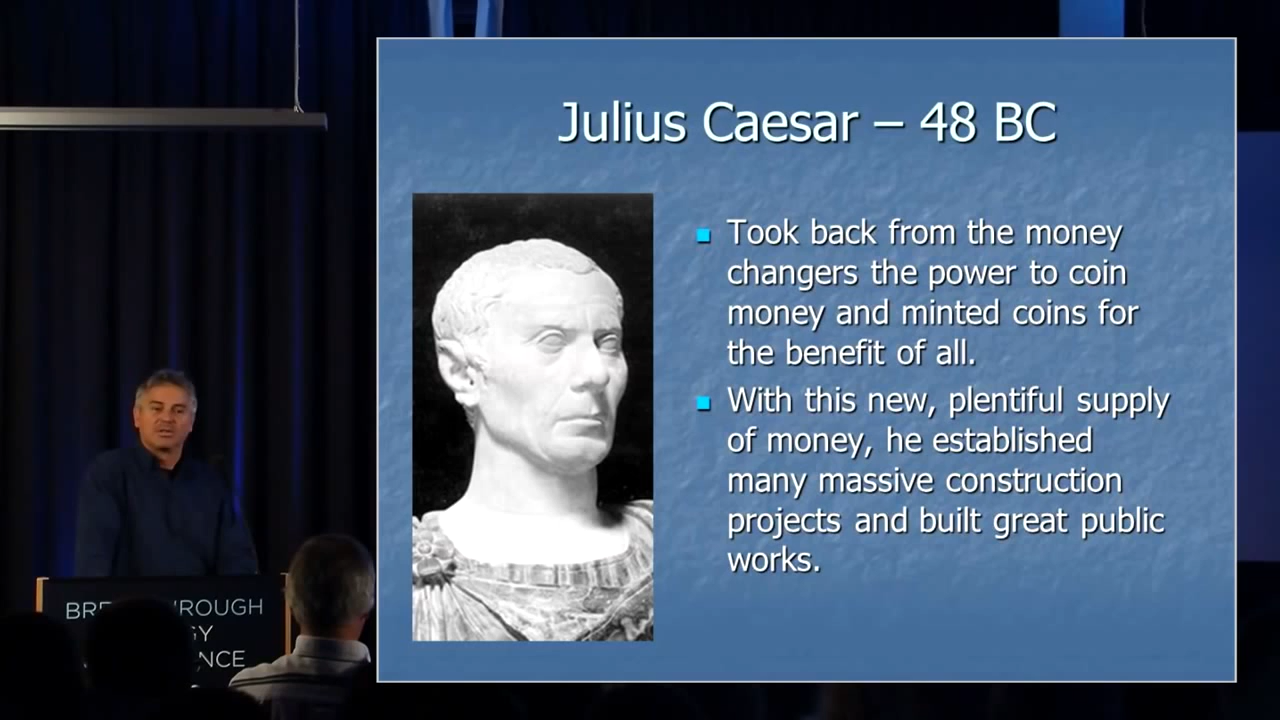 Julius Caesar – 48 BC
Took back from the money
changers the power to coin
money and minted coins for
the benefit of all.
With this new, plentiful supply
of money, he established
many massive construction
projects and built great public
works.